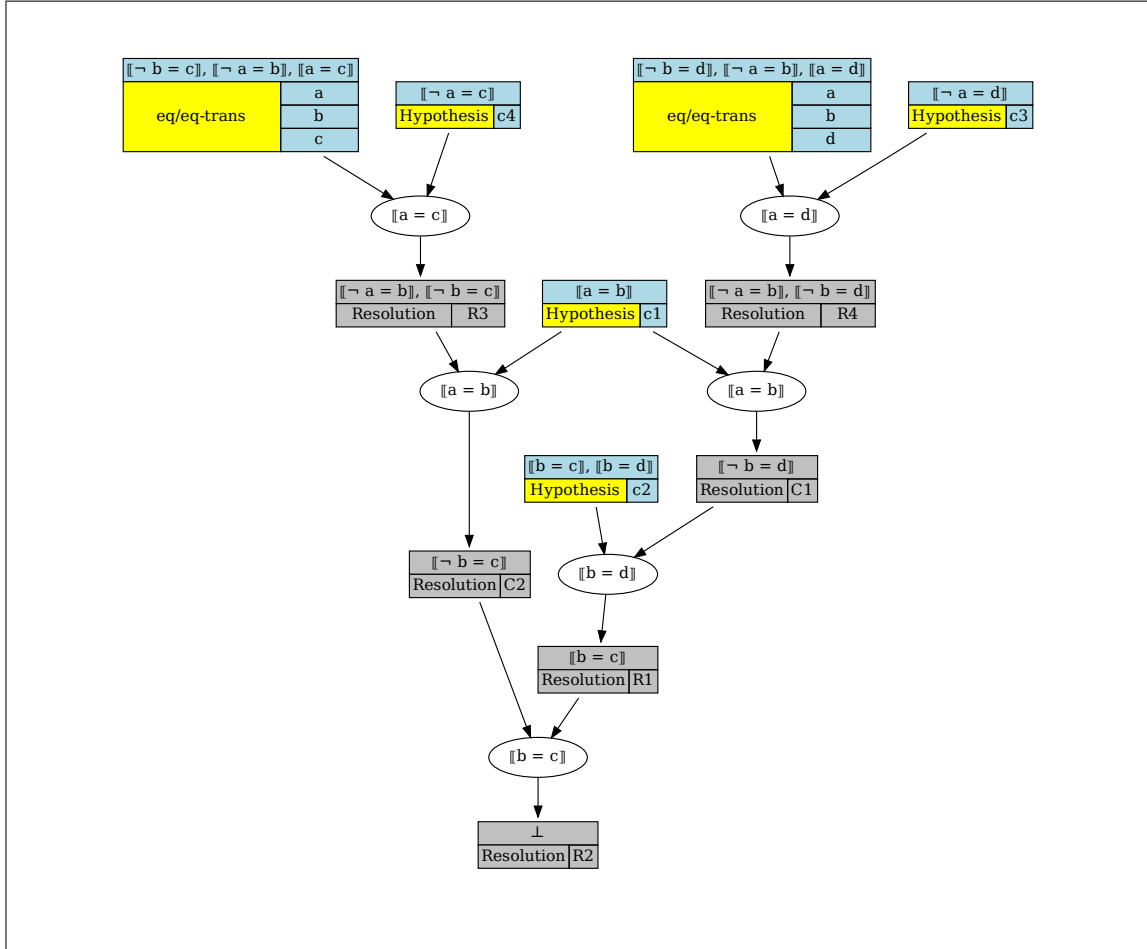 ⟦¬ b = c⟧, ⟦¬ a = b⟧, ⟦a = c⟧
eq/eq-trans
a
b
c
⟦¬ a = c⟧
Hypothesis c4
⟦¬ b = d⟧, ⟦¬ a = b⟧, ⟦a = d⟧
eq/eq-trans
a
b
d
⟦¬ a = d⟧
Hypothesis c3
⟦a = c⟧
⟦a = d⟧
⟦¬ a = b⟧, ⟦¬ b = c⟧
Resolution R3
⟦a = b⟧
Hypothesis c1
⟦¬ a = b⟧, ⟦¬ b = d⟧
Resolution R4
⟦a = b⟧
⟦a = b⟧
⟦b = c⟧, ⟦b = d⟧
Hypothesis c2
⟦¬ b = d⟧
Resolution C1
⟦¬ b = c⟧
Resolution C2
⟦b = d⟧
⟦b = c⟧
Resolution R1
⟦b = c⟧
⊥
Resolution R2